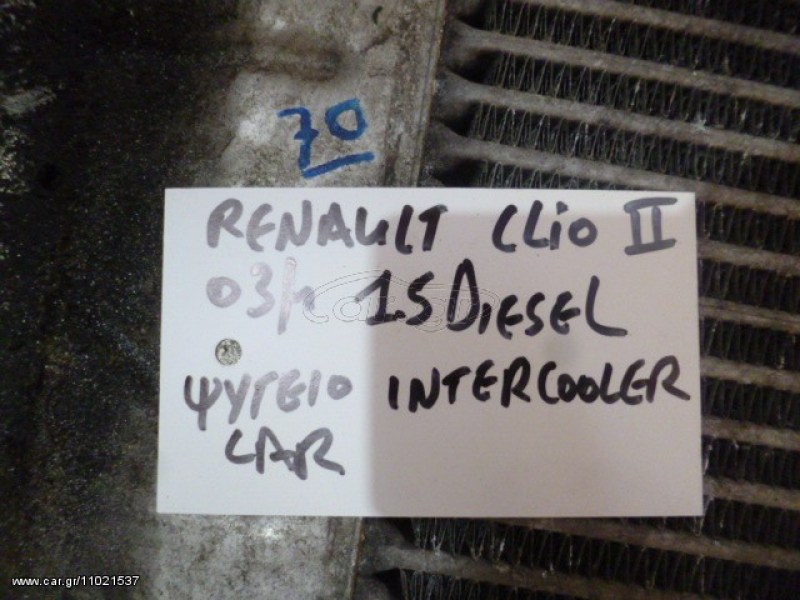 70
RENAULT CLIO II
03/ 1.5 DIESEL
ΨΥΓΕΙΟ INTERCOOLER
CAR
www.car.gr/11021537